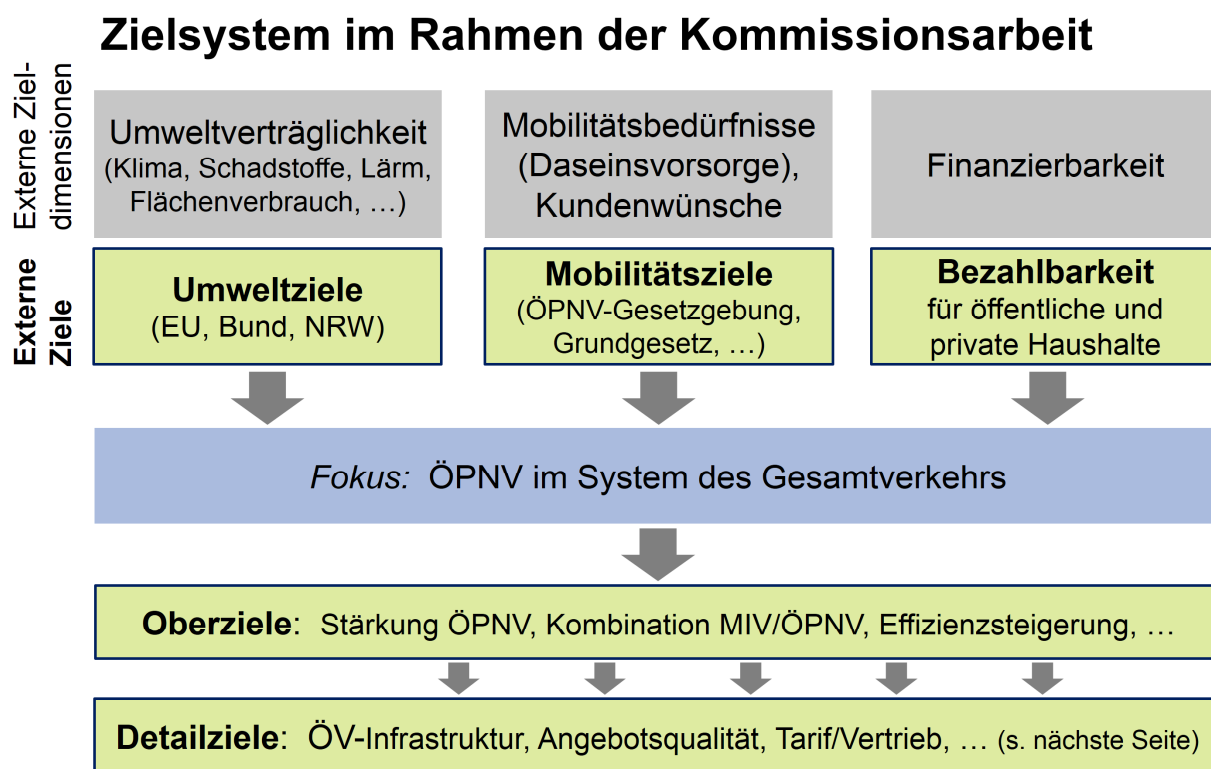 Zielsystem im Rahmen der Kommissionsarbeit
Externe Ziel-
dimensionen
Umweltverträglichkeit
(Klima, Schadstoffe, Lärm,
Flächenverbrauch, …)
Mobilitätsbedürfnisse
(Daseinsvorsorge),
Kundenwünsche
Finanzierbarkeit
Externe
Ziele
Umweltziele
(EU, Bund, NRW)
Mobilitätsziele
(ÖPNV-Gesetzgebung,
Grundgesetz, …)
Bezahlbarkeit
für öffentliche und
private Haushalte
Fokus: ÖPNV im System des Gesamtverkehrs
Oberziele: Stärkung ÖPNV, Kombination MIV/ÖPNV, Effizienzsteigerung, …
Detailziele: ÖV-Infrastruktur, Angebotsqualität, Tarif/Vertrieb, … (s. nächste Seite)